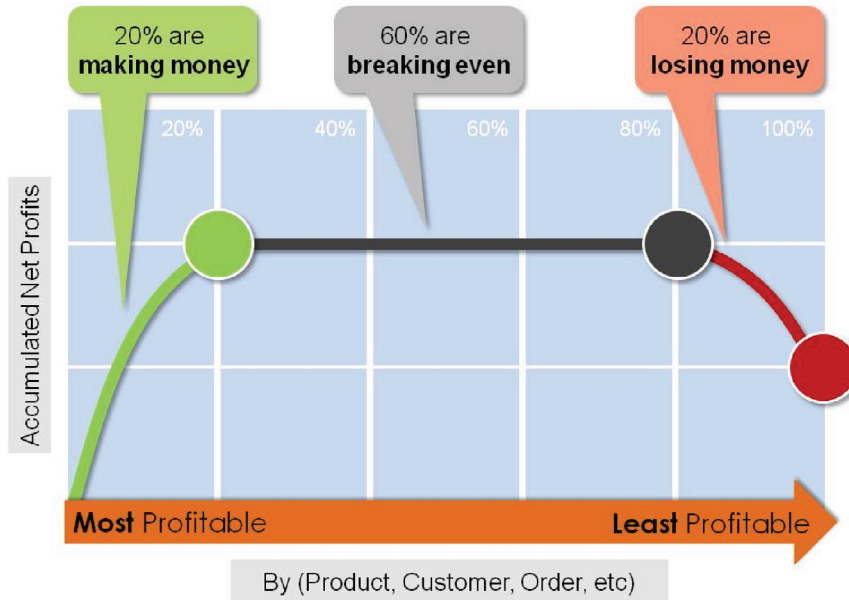 20% are
making money
60% are
breaking even
20% are
losing money
20%
40%
60%
80%
100%
Accumulated Net Profits
Most Profitable
Least Profitable
By (Product, Customer, Order, etc)